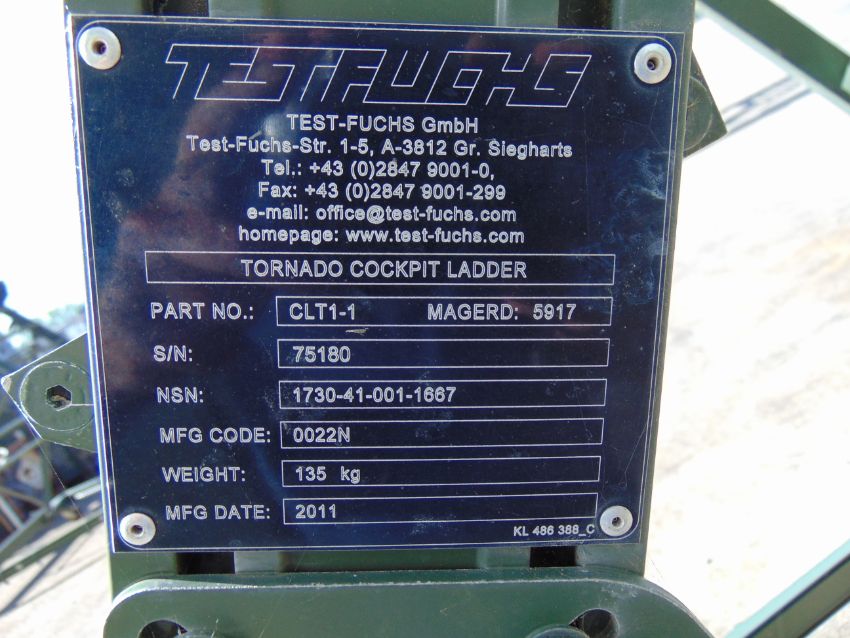 TESTFUCHS
TEST-FUCHS GmbH
Test-Fuchs-Str. 1-5, A-3812 Gr. Siegharts
Tel.: +43 (0)2847 9001-0,
Fax: +43 (0)2847 9001-299
e-mail: office@test-fuchs.com
homepage: www.test-fuchs.com
TORNADO COCKPIT LADDER
PART NO.: CLT1-1 MAGERD: 5917
S/N: 75180
NSN: 1730-41-001-1667
MFG CODE: 0022N
WEIGHT: 135 kg
MFG DATE: 2011
KL 486 388_C